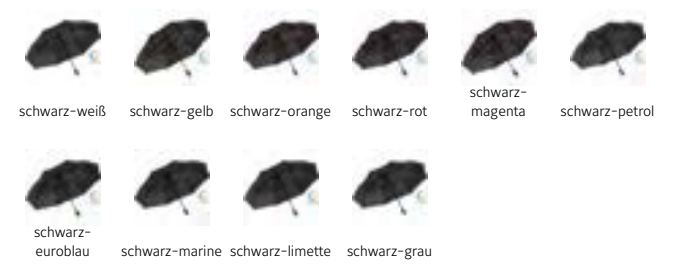 schwarz-weiß schwarz-gelb schwarz-orange schwarz-rot schwarz-
magenta schwarz-petrol
schwarz-
euroblau schwarz-marine schwarz-limette schwarz-grau